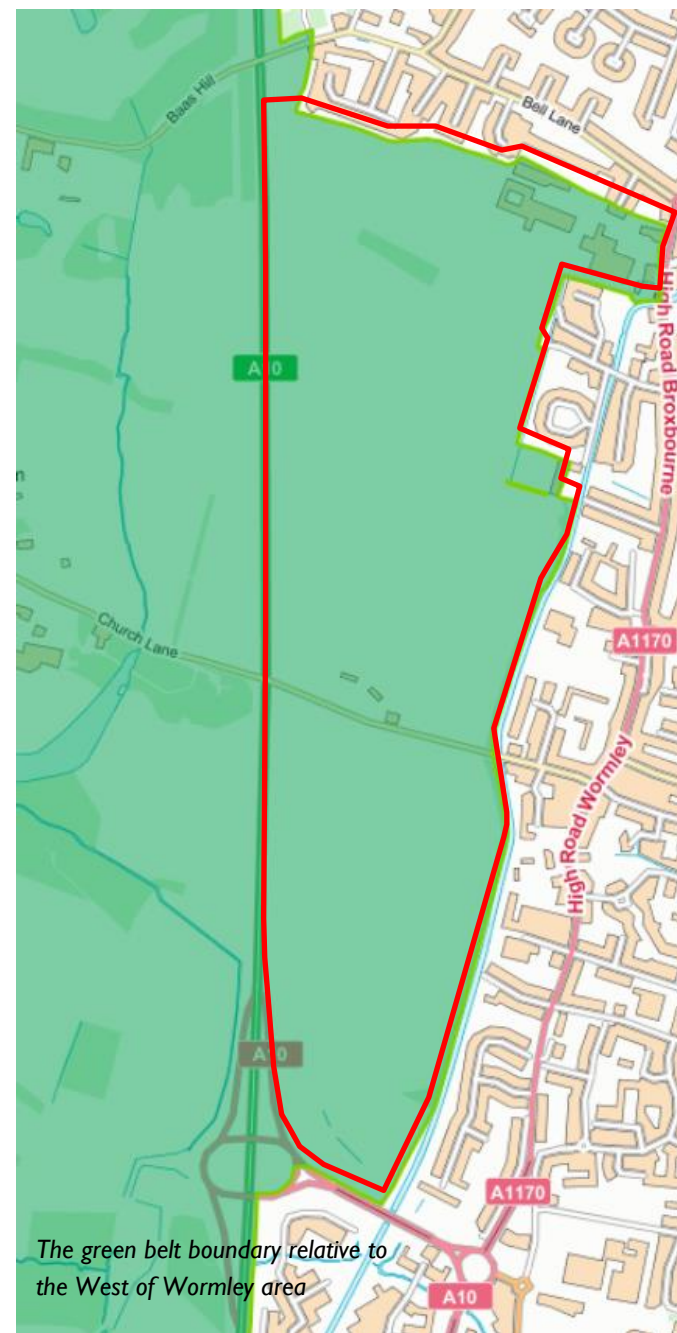 Baas Hill
Bell Lane
High Road Broxbourne
A10
Church Lane
A1170
High Road Wormley
A10
A1170
The green belt boundary relative to
the West of Wormley area
A10